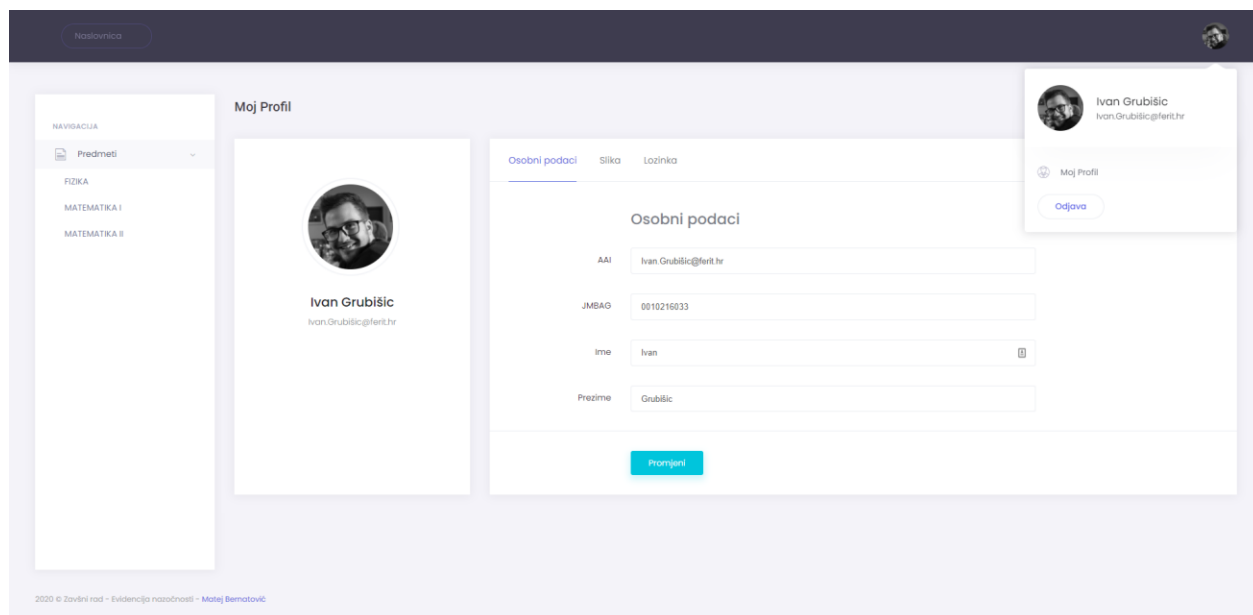 Naslovnica
Ivan Grubišic
Ivan.Grubišic@ferit.hr
Moj Profil
Odjava
NAVIGACIJA
Predmeti
FIZIKA
MATEMATIKA I
MATEMATIKA II
Moj Profil
Ivan Grubišic
Ivan.Grubišic@ferit.hr
Osobni podaci Slika Lozinka
Osobni podaci
AAI Ivan.Grubišic@ferit.hr
JMBAG 0010216033
Ime Ivan
Prezime Grubišic
Promjeni
2020 © Završni rad - Evidencija nazočnosti - Matej Bernatović